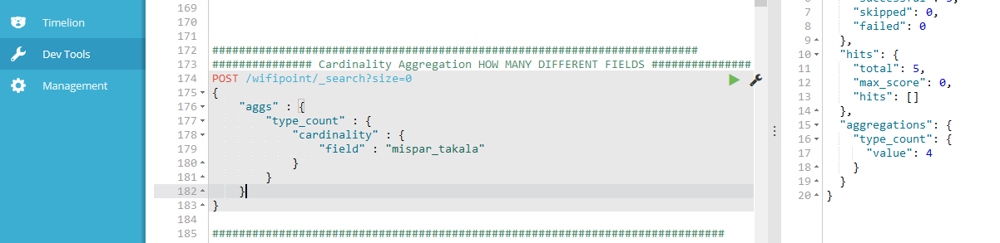 Timelion
Dev Tools
Management
169
170
171
172 #########################################################################
173 ############### Cardinality Aggregation HOW MANY DIFFERENT FIELDS ###############
174 POST /wifipoint/_search?size=0
175 {
176 "aggs" : {
177 "type_count" : {
178 "cardinality" : {
179 "field" : "mispar_takala"
180 }
181 }
182 }
183 }
184
185 #############################################################################
7 "skipped": 0,
8 "failed": 0
9 },
10 "hits": {
11 "total": 5,
12 "max_score": 0,
13 "hits": []
14 },
15 "aggregations": {
16 "type_count": {
17 "value": 4
18 }
19 }
20 }